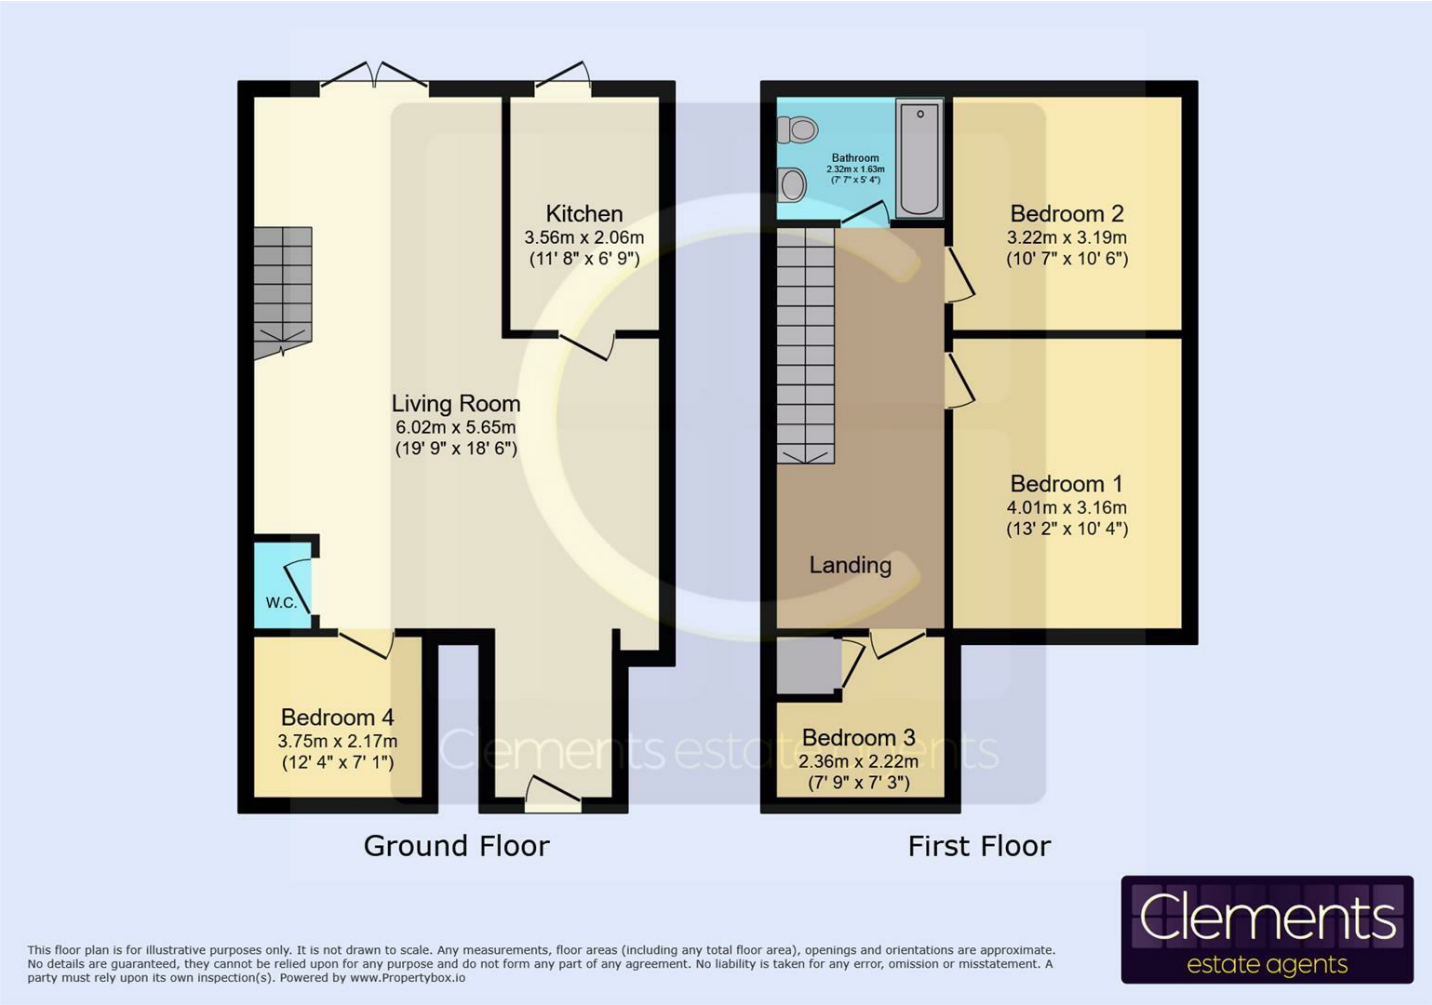 Kitchen
3.56m x 2.06m
(11' 8" x 6' 9")
Living Room
6.02m x 5.65m
(19' 9" x 18' 6")
W.C.
Bedroom 4
3.75m x 2.17m
(12' 4" x 7' 1")
Ground Floor
Bathroom
2.32m x 1.63m
(7' 7" x 5' 4")
Bedroom 2
3.22m x 3.19m
(10' 7" x 10' 6")
Bedroom 1
4.01m x 3.16m
(13' 2" x 10' 4")
Landing
Bedroom 3
2.36m x 2.22m
(7' 9" x 7' 3")
First Floor
Clements estate agents
Clements
estate agents
This floor plan is for illustrative purposes only. It is not drawn to scale. Any measurements, floor areas (including any total floor area), openings and orientations are approximate.
No details are guaranteed, they cannot be relied upon for any purpose and do not form any part of any agreement. No liability is taken for any error, omission or misstatement. A
party must rely upon its own inspection(s). Powered by www.Propertybox.io